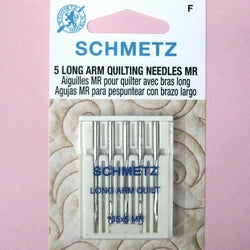 F
SCHMETZ
5 LONG ARM QUILTING NEEDLES MR
Aiguilles MR pour quilter avec bras long
Agujas MR para pespuntear con brazo largo
SCHMETZ
LONG ARM QUILT
MR